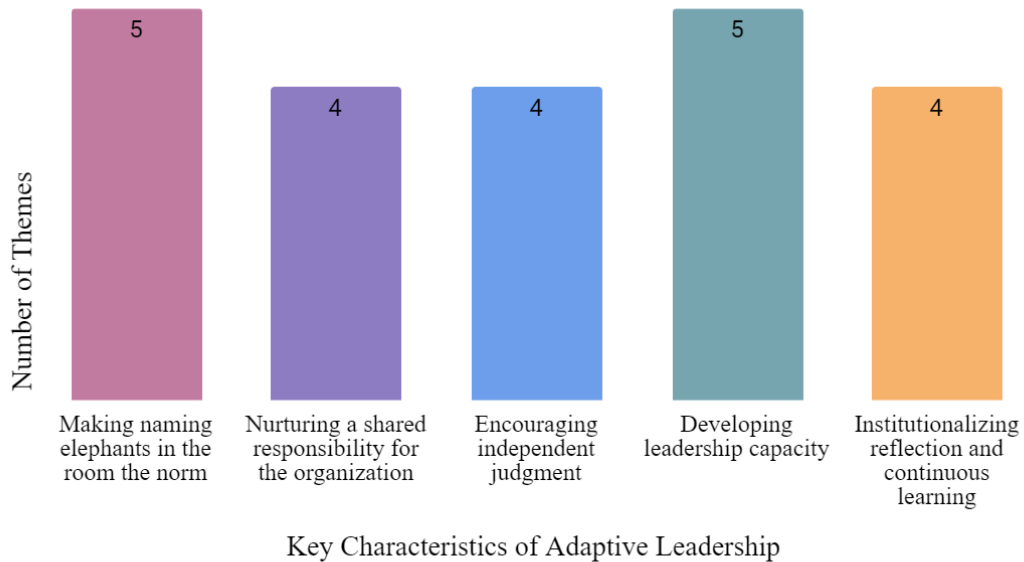 5
4
4
5
4
Number of Themes
Making naming
elephants in the
room the norm
Nurturing a shared
responsibility for
the organization
Encouraging
independent
judgment
Developing
leadership capacity
Institutionalizing
reflection and
continuous
learning
Key Characteristics of Adaptive Leadership